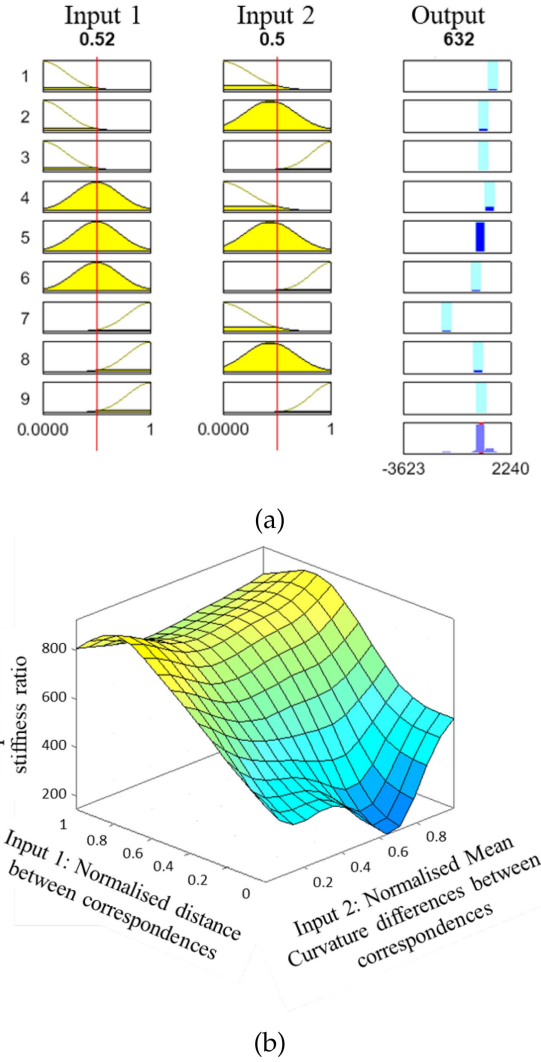 Input 1 Input 2 Output
0.52 0.5 632
1
2
3
4
5
6
7
8
9
0.0000 1 0.0000 1
-3623 2240
(a)
800
600
400
200
stiffness ratio
1 0.8 0.6 0.4 0.2 0
0.2 0.4 0.6 0.8
Input 1: Normalised distance
between correspondences
Input 2: Normalised Mean
Curvature differences between
correspondences
(b)